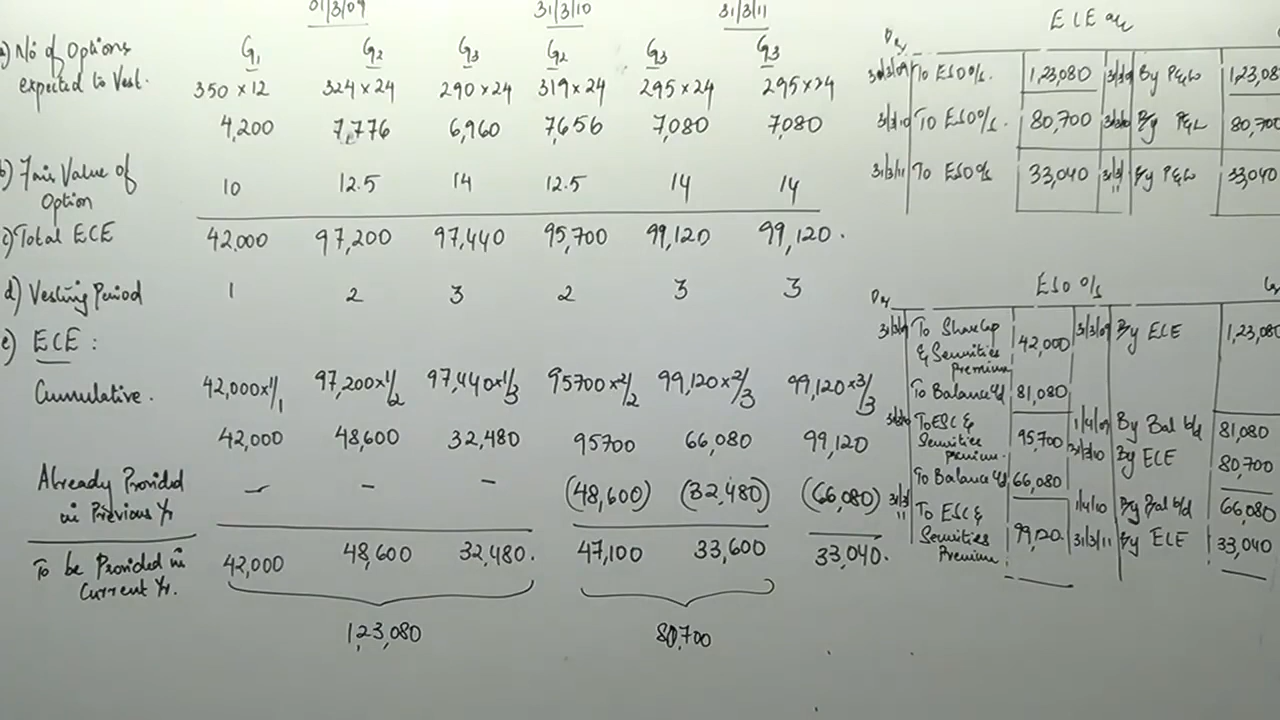 31/3/09 31/3/10 31/3/11
a) No of Options G1 G2 G3 G2 G3 G3
expected to Vest. 350 × 12 324 × 24 290 × 24 319 × 24 295 × 24 295 × 24
4,200 7,776 6,960 7656 7,080 7,080
b) Fair Value of
Option 10 12.5 14 12.5 14 14
c) Total ECE 42,000 97,200 97,440 95,700 99,120 99,120.
d) Vesting Period 1 2 3 2 3 3
e) ECE :
Cumulative. 42,000×1/1 97,200×1/2 97,440×1/3 95700×2/2 99,120×2/3 99,120×3/3
42,000 48,600 32,480 95700 66,080 99,120
Already Provided
in Previous Yr – – – (48,600) (32,480) (66,080)
To be Provided in
Current Yr. 42,000 48,600 32,480. 47,100 33,600 33,040.
1,23,080 80,700
ECE a/c
Dr.
31/3/09 To ESO o/s. 1,23,080 31/3/09 By P&L 1,23,08
31/3/10 To ESO o/s. 80,700 31/3/10 By P&L 80,700
31/3/11 To ESO o/s 33,040 31/3/11 By P&L 33,040
ESO o/s
Dr Cr
31/3/09 To Share Cap
& Securities
Premium 42,000 31/3/09 By ECE 1,23,080
To Balance c/d 81,080
31/3/10 To ESC &
Securities
Premium. 95,700 1/4/09 By Bal b/d 81,080
31/3/10 By ECE 80,700
To Balance c/d 66,080
31/3/11 To ESC &
Securities
Premium 99,120. 1/4/10 By Bal b/d 66,080
31/3/11 By ECE 33,040